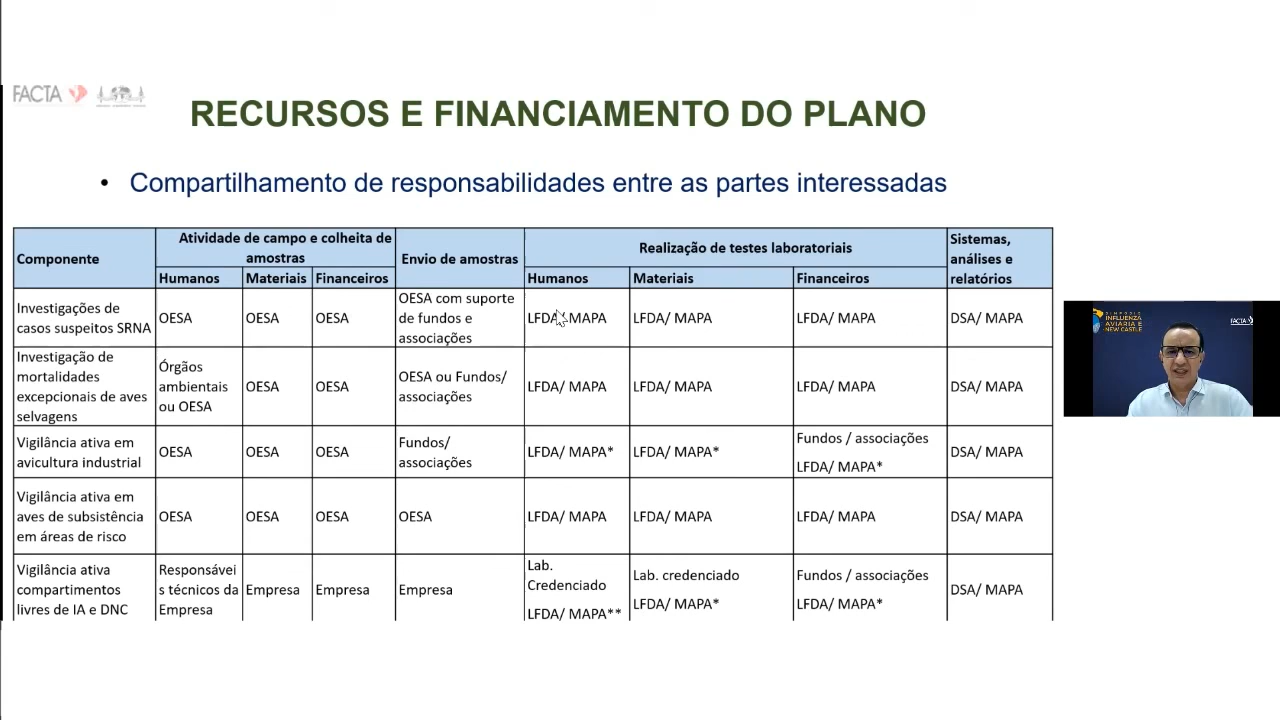 FACTA
RECURSOS E FINANCIAMENTO DO PLANO
• Compartilhamento de responsabilidades entre as partes interessadas
Componente
Atividade de campo e colheita de
amostras
Envio de amostras
Realização de testes laboratoriais
Sistemas,
análises e
relatórios
Humanos
Materiais
Financeiros
Humanos
Materiais
Financeiros
Investigações de
casos suspeitos SRNA
OESA
OESA
OESA
OESA com suporte
de fundos e
associações
LFDA/ MAPA
LFDA/ MAPA
LFDA/ MAPA
DSA/ MAPA
Investigação de
mortalidades
excepcionais de aves
selvagens
Órgãos
ambientais
ou OESA
OESA
OESA
OESA ou Fundos/
associações
LFDA/ MAPA
LFDA/ MAPA
LFDA/ MAPA
DSA/ MAPA
Vigilância ativa em
avicultura industrial
OESA
OESA
OESA
Fundos/
associações
LFDA/ MAPA*
LFDA/ MAPA*
Fundos / associações
LFDA/ MAPA*
DSA/ MAPA
Vigilância ativa em
aves de subsistência
em áreas de risco
OESA
OESA
OESA
OESA
LFDA/ MAPA
LFDA/ MAPA
LFDA/ MAPA
DSA/ MAPA
Vigilância ativa
compartimentos
livres de IA e DNC
Responsávei
s técnicos da
Empresa
Empresa
Empresa
Empresa
Lab.
Credenciado
LFDA/ MAPA**
Lab. credenciado
LFDA/ MAPA*
Fundos / associações
LFDA/ MAPA*
DSA/ MAPA
SIMPÓSIO
INFLUENZA
AVIÁRIA E
NEW CASTLE
FACTA